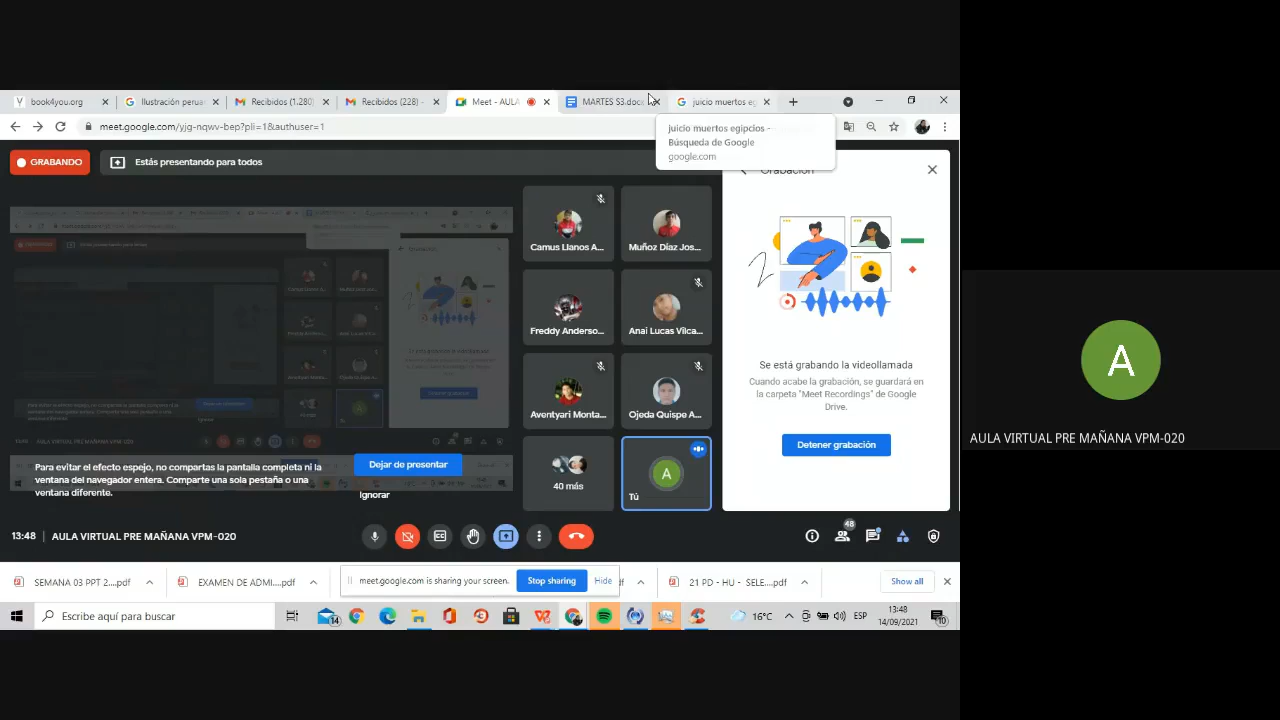 book4you.org
Ilustración perua
Recibidos (1.280)
Recibidos (228) -
Meet - AULA
MARTES S3.docx
juicio muertos eg
meet.google.com/yjg-nqwv-bep?pli=1&authuser=1
juicio muertos egipcios -
Búsqueda de Google
google.com
GRABANDO
Estás presentando para todos
Grabación
Camus Llanos A...
Muñoz Díaz Jos...
Freddy Anderso...
Anai Lucas Vilca...
Aventyari Monta...
Ojeda Quispe A...
40 más
A
Tú
Se está grabando la videollamada
Cuando acabe la grabación, se guardará en
la carpeta "Meet Recordings" de Google
Drive.
Detener grabación
Para evitar el efecto espejo, no compartas la pantalla completa ni la
ventana del navegador entera. Comparte una sola pestaña o una
ventana diferente.
Dejar de presentar
Ignorar
13:48 | AULA VIRTUAL PRE MAÑANA VPM-020
48
A
AULA VIRTUAL PRE MAÑANA VPM-020
SEMANA 03 PPT 2....pdf
EXAMEN DE ADMI....pdf
meet.google.com is sharing your screen.
Stop sharing
Hide
21 PD - HU - SELE....pdf
Show all
Escribe aquí para buscar
14
16°C
ESP
13:48
14/09/2021
10